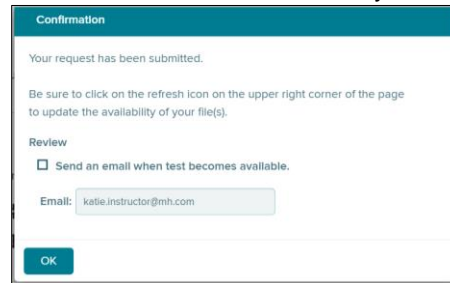 Confirmation
Your request has been submitted.
Be sure to click on the refresh icon on the upper right corner of the page
to update the availability of your file(s).
Review
Send an email when test becomes available.
Email: katie.instructor@mh.com
OK